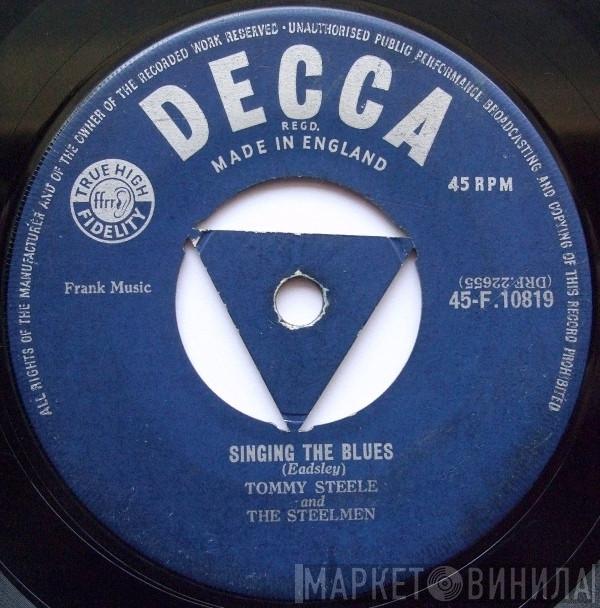 ALL RIGHTS OF THE MANUFACTURER AND OF THE OWNER OF THE RECORDED WORK RESERVED · UNAUTHORISED PUBLIC PERFORMANCE BROADCASTING AND COPYING OF THIS RECORD PROHIBITED
DECCA
REGD.
MADE IN ENGLAND
TRUE HIGH
ffrr
FIDELITY
45 RPM
Frank Music
(DRF.22655)
45-F.10819
SINGING THE BLUES
(Eadsley)
TOMMY STEELE
and
THE STEELMEN
МАРКЕТ ВИНИЛА